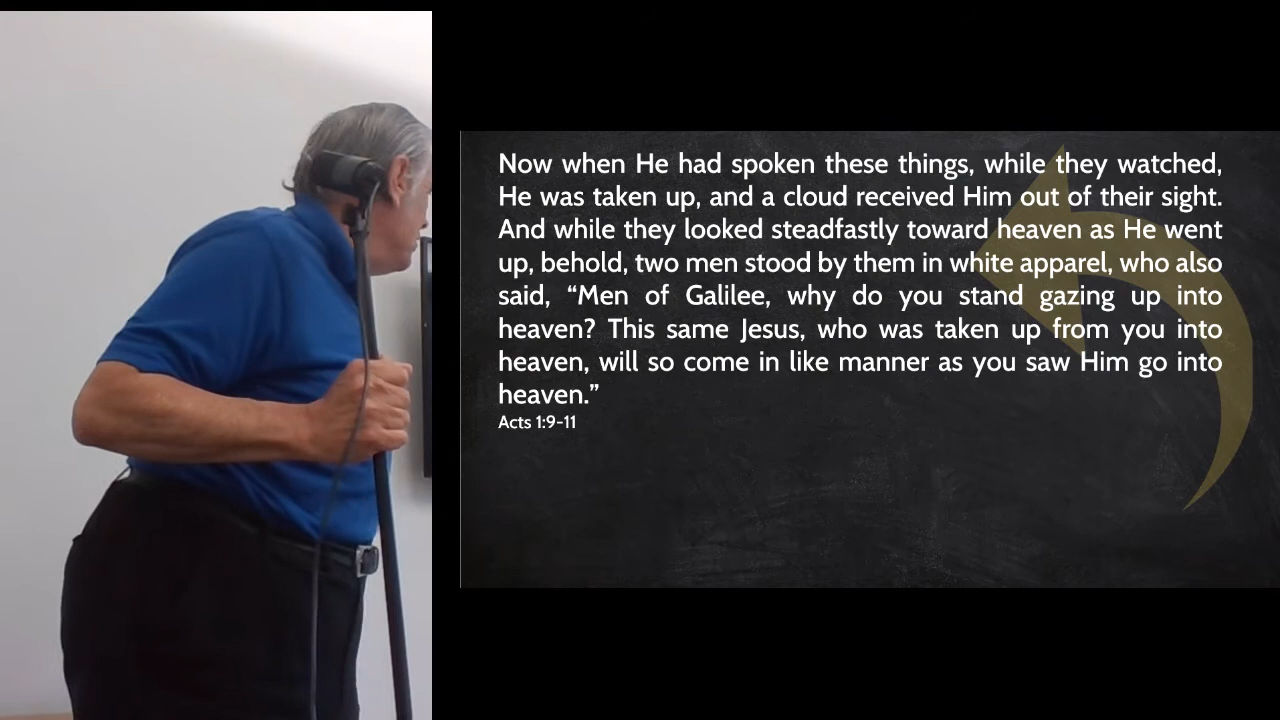 Now when He had spoken these things, while they watched,
He was taken up, and a cloud received Him out of their sight.
And while they looked steadfastly toward heaven as He went
up, behold, two men stood by them in white apparel, who also
said, “Men of Galilee, why do you stand gazing up into
heaven? This same Jesus, who was taken up from you into
heaven, will so come in like manner as you saw Him go into
heaven.”
Acts 1:9-11